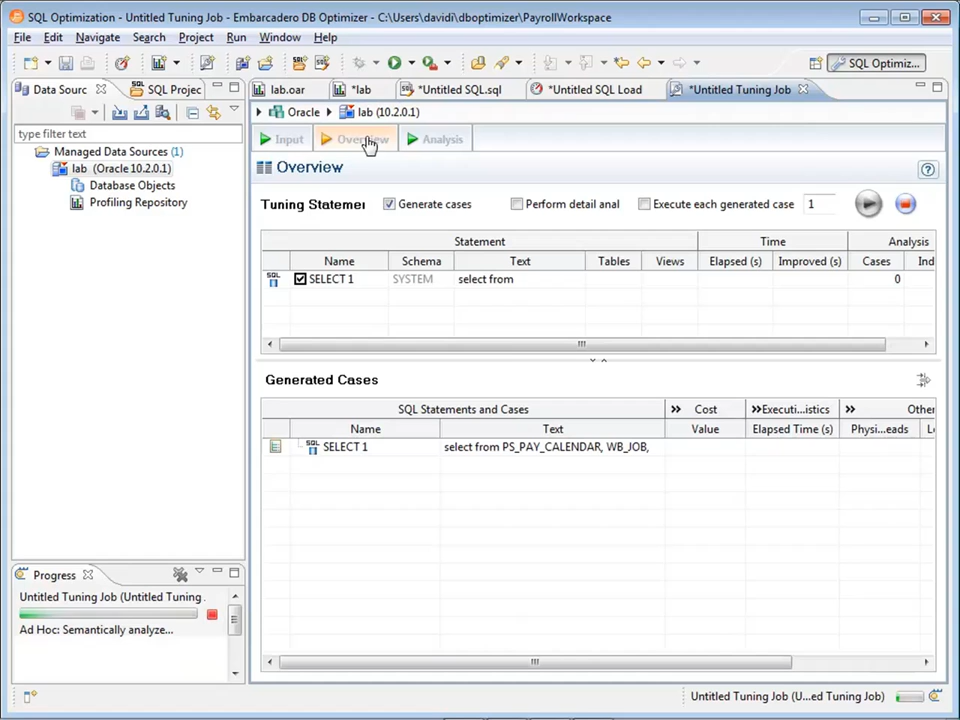 SQL Optimization - Untitled Tuning Job - Embarcadero DB Optimizer - C:\Users\davidi\dboptimizer\PayrollWorkspace
File Edit Navigate Search Project Run Window Help
SQL Optimiz...
Data Sourc
SQL Projec
lab.oar
*lab
*Untitled SQL.sql
*Untitled SQL Load
*Untitled Tuning Job
type filter text
Managed Data Sources (1)
lab (Oracle 10.2.0.1)
Database Objects
Profiling Repository
Oracle lab (10.2.0.1)
Input Overview Analysis
Overview
Tuning Statemer Generate cases Perform detail anal Execute each generated case 1
Statement Time Analysis
Name Schema Text Tables Views Elapsed (s) Improved (s) Cases Ind
SELECT 1 SYSTEM select from 0
Generated Cases
SQL Statements and Cases Cost Executi...istics Other
Name Text Value Elapsed Time (s) Physi...eads
SELECT 1 select from PS_PAY_CALENDAR, WB_JOB,
Progress
Untitled Tuning Job (Untitled Tuning
Ad Hoc: Semantically analyze...
Untitled Tuning Job (U...ed Tuning Job)